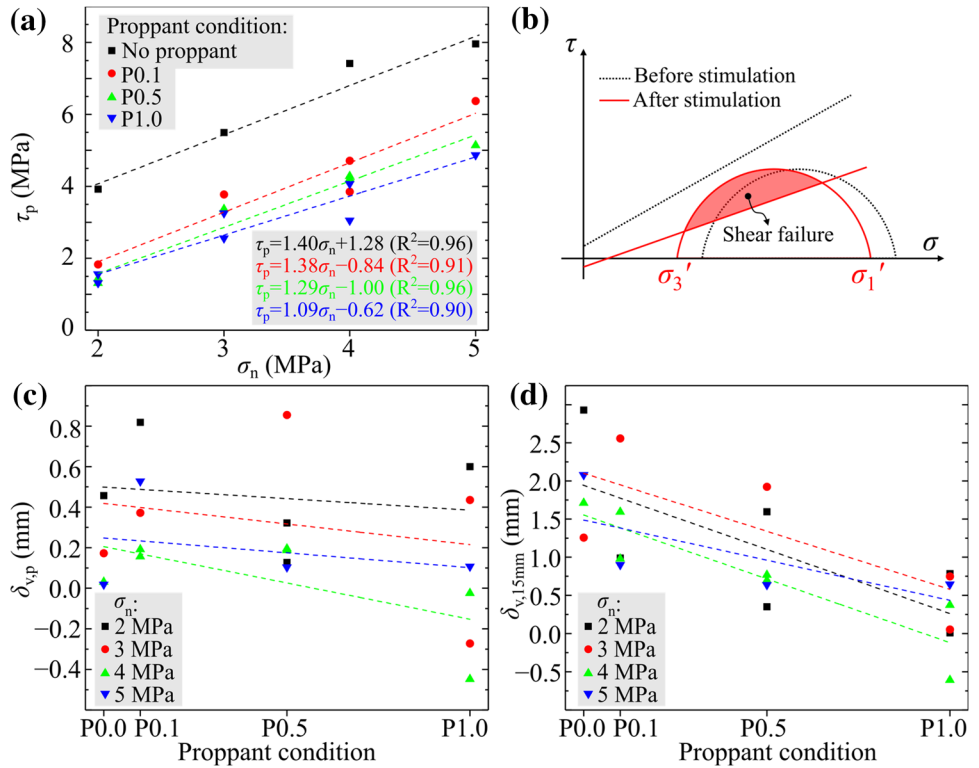 (a)
Proppant condition:
No proppant
P0.1
P0.5
P1.0
8
6
4
2
0
τp (MPa)
τp=1.40σn+1.28 (R²=0.96)
τp=1.38σn−0.84 (R²=0.91)
τp=1.29σn−1.00 (R²=0.96)
τp=1.09σn−0.62 (R²=0.90)
2 3 4 5
σn (MPa)
(b)
τ
Before stimulation
After stimulation
Shear failure
σ
σ3′ σ1′
(c)
0.8
0.6
0.4
0.2
0.0
−0.2
−0.4
δv,p (mm)
σn:
2 MPa
3 MPa
4 MPa
5 MPa
P0.0 P0.1 P0.5 P1.0
Proppant condition
(d)
2.5
2.0
1.5
1.0
0.5
0.0
−0.5
δv,15mm (mm)
σn:
2 MPa
3 MPa
4 MPa
5 MPa
P0.0 P0.1 P0.5 P1.0
Proppant condition